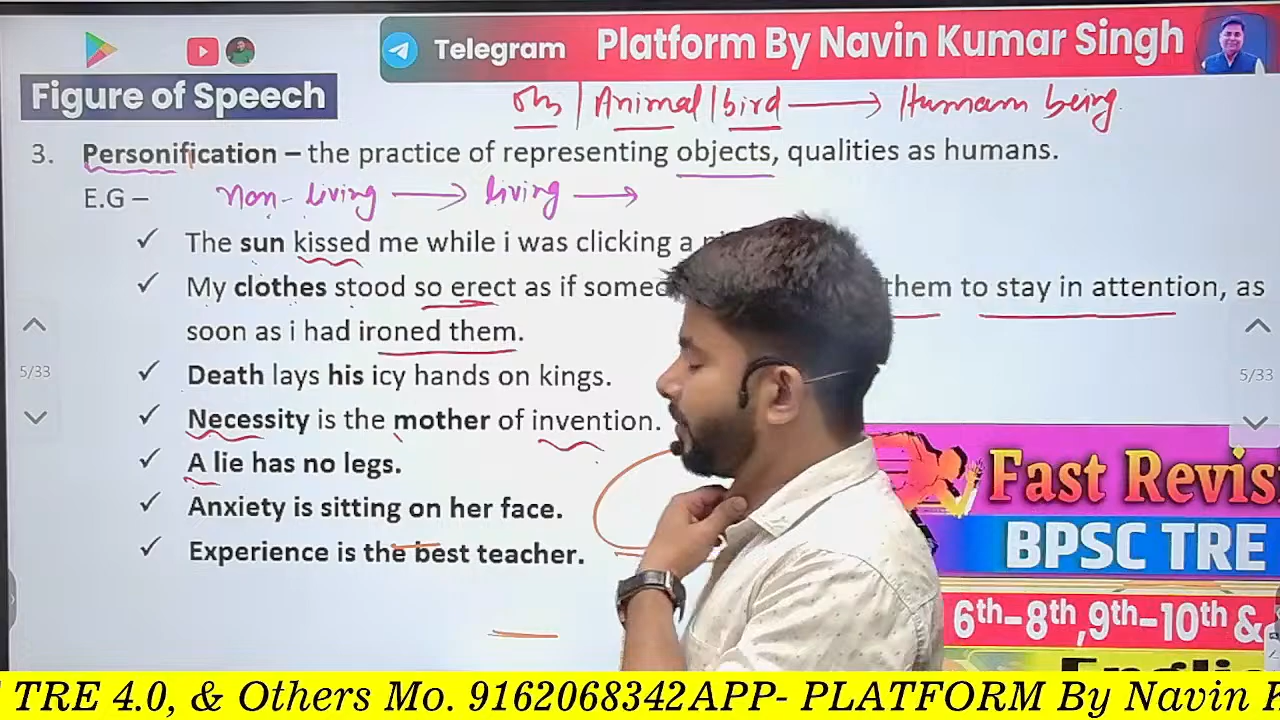 Telegram Platform By Navin Kumar Singh
Figure of Speech
Animal | bird → Humam being
3. Personification – the practice of representing objects, qualities as humans.
E.G – Non-living → living →
✓ The sun kissed me while i was clicking a
✓ My clothes stood so erect as if them to stay in attention, as
soon as i had ironed them.
5/33
5/33
✓ Death lays his icy hands on kings.
✓ Necessity is the mother of invention.
✓ A lie has no legs.
✓ Anxiety is sitting on her face.
✓ Experience is the best teacher.
Fast
BPSC TRE
6th-8th,9th-10th &
TRE 4.0, & Others Mo. 9162068342APP- PLATFORM By Navin